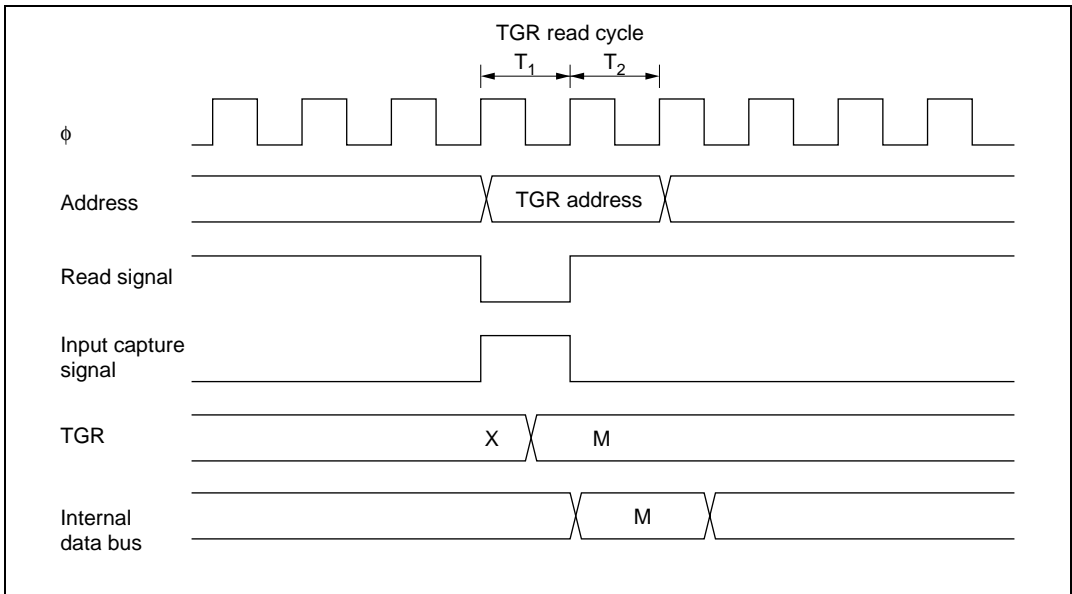 TGR read cycle
T1 T2
ϕ
Address
TGR address
Read signal
Input capture
signal
TGR
X M
Internal
data bus
M